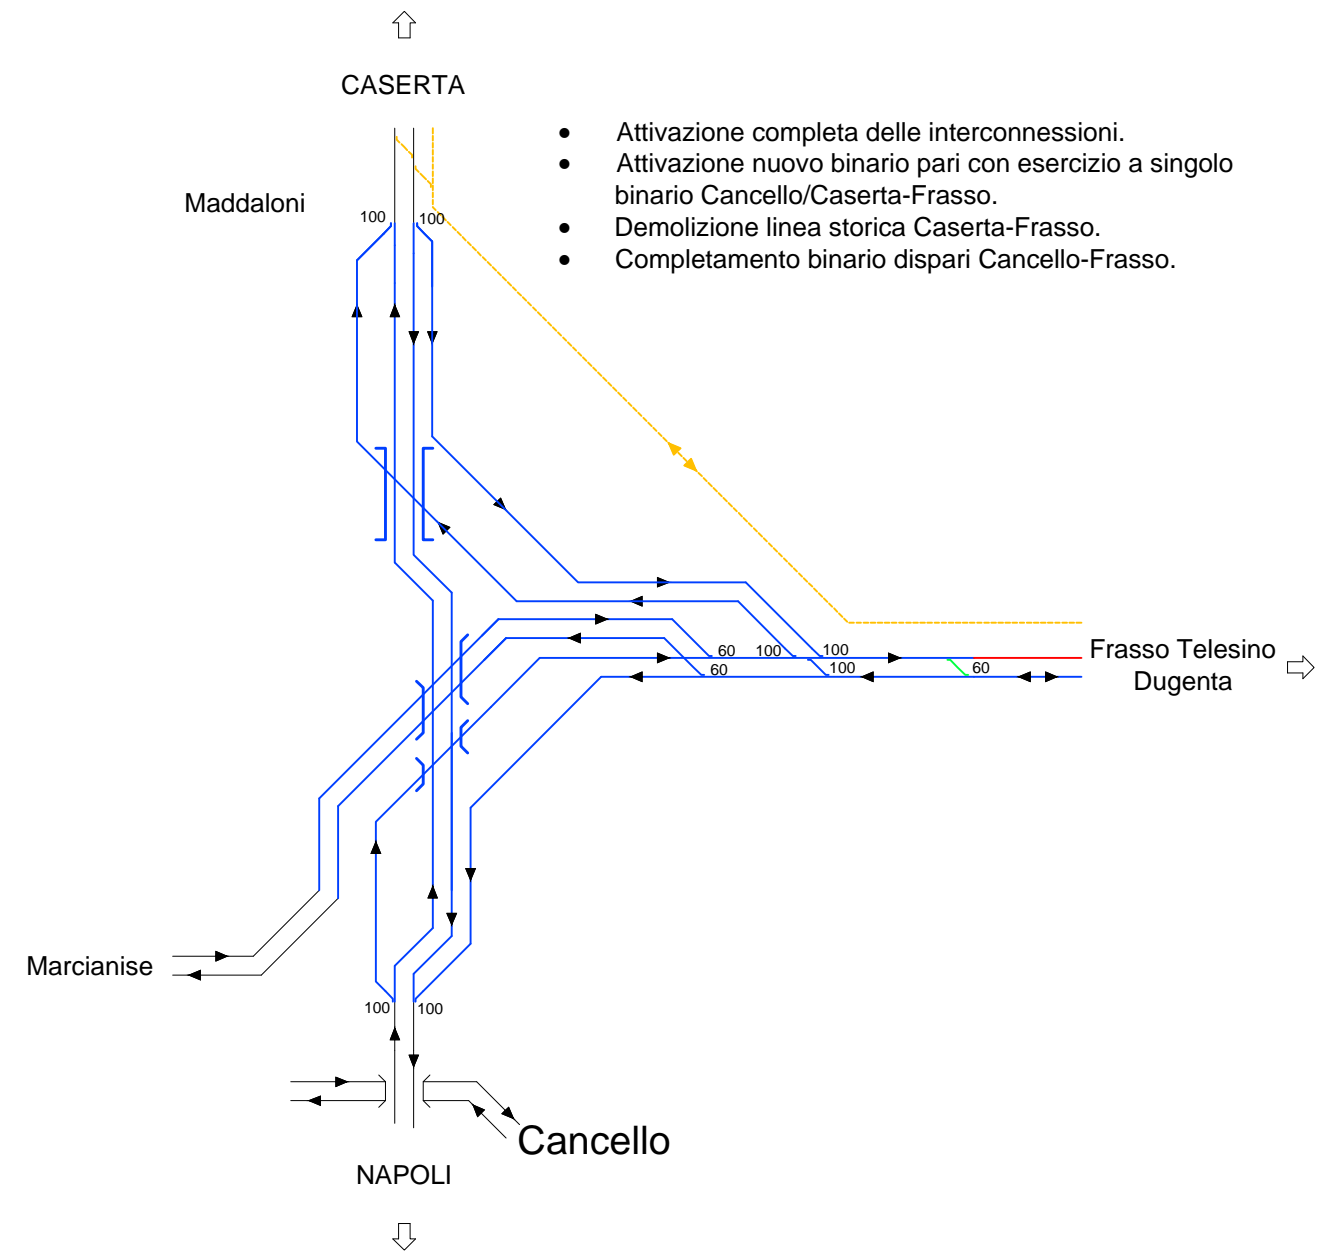 CASERTA
• Attivazione completa delle interconnessioni.
• Attivazione nuovo binario pari con esercizio a singolo
binario Cancello/Caserta-Frasso.
• Demolizione linea storica Caserta-Frasso.
• Completamento binario dispari Cancello-Frasso.
Maddaloni
100 100
60 100 100
60 100 60
Frasso Telesino
Dugenta
Marcianise
100 100
Cancello
NAPOLI